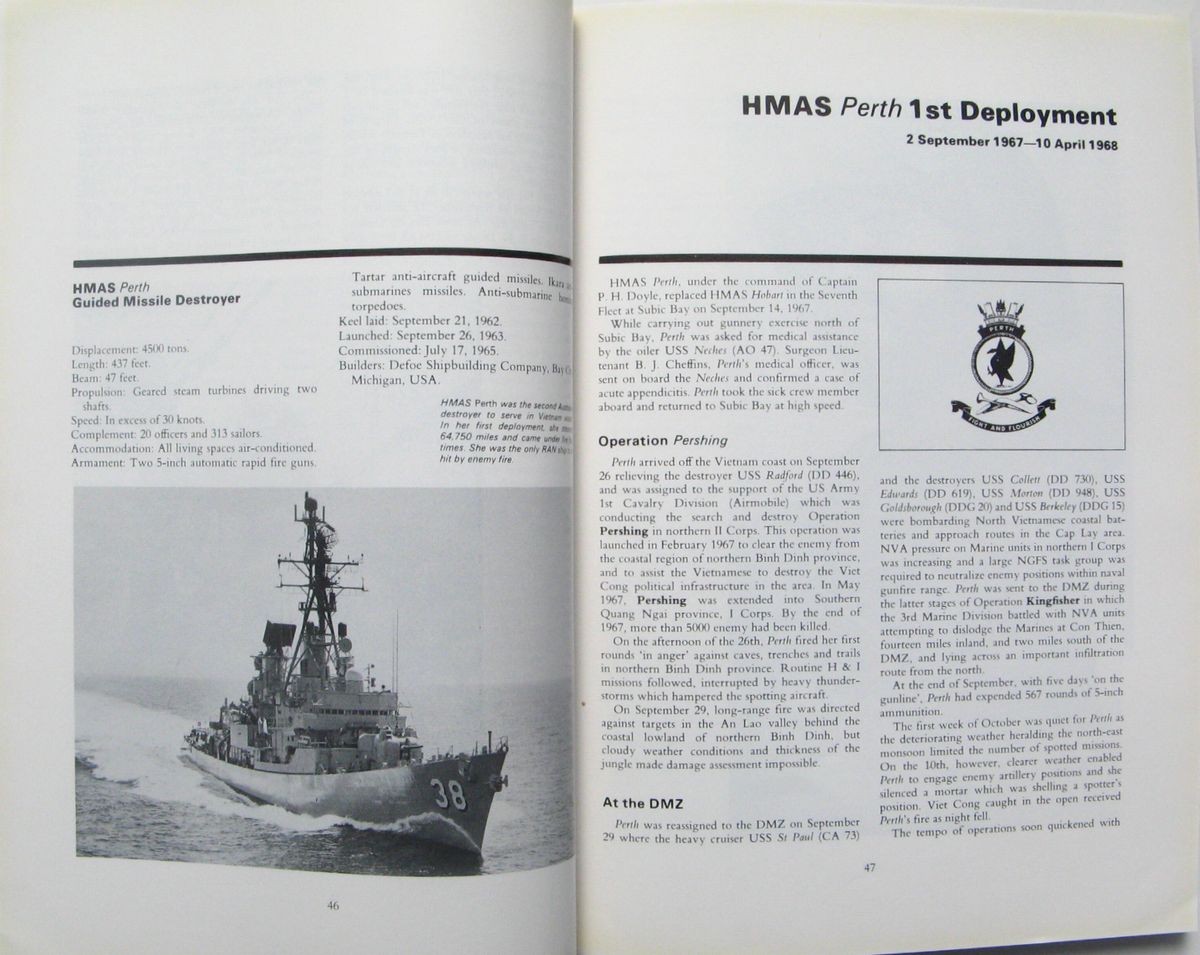 HMAS Perth
Guided Missile Destroyer
Displacement: 4500 tons.
Length: 437 feet.
Beam: 47 feet.
Propulsion: Geared steam turbines driving two
shafts.
Speed: In excess of 30 knots.
Complement: 20 officers and 313 sailors.
Accommodation: All living spaces air-conditioned.
Armament: Two 5-inch automatic rapid fire guns.
Tartar anti-aircraft guided missiles. Ikara
submarines missiles. Anti-submarine
torpedoes.
Keel laid: September 21, 1962.
Launched: September 26, 1963.
Commissioned: July 17, 1965.
Builders: Defoe Shipbuilding Company, Bay
Michigan, USA.
HMAS Perth was the second
destroyer to serve in Vietnam
In her first deployment, she
64,750 miles and came under
times. She was the only RAN
hit by enemy fire.
38
46
HMAS Perth 1st Deployment
2 September 1967—10 April 1968
HMAS Perth, under the command of Captain
P. H. Doyle, replaced HMAS Hobart in the Seventh
Fleet at Subic Bay on September 14, 1967.
While carrying out gunnery exercise north of
Subic Bay, Perth was asked for medical assistance
by the oiler USS Neches (AO 47). Surgeon Lieu-
tenant B. J. Cheffins, Perth's medical officer, was
sent on board the Neches and confirmed a case of
acute appendicitis. Perth took the sick crew member
aboard and returned to Subic Bay at high speed.
Operation Pershing
Perth arrived off the Vietnam coast on September
26 relieving the destroyer USS Radford (DD 446),
and was assigned to the support of the US Army
1st Cavalry Division (Airmobile) which was
conducting the search and destroy Operation
Pershing in northern II Corps. This operation was
launched in February 1967 to clear the enemy from
the coastal region of northern Binh Dinh province,
and to assist the Vietnamese to destroy the Viet
Cong political infrastructure in the area. In May
1967, Pershing was extended into Southern
Quang Ngai province, I Corps. By the end of
1967, more than 5000 enemy had been killed.
On the afternoon of the 26th, Perth fired her first
rounds 'in anger' against caves, trenches and trails
in northern Binh Dinh province. Routine H & I
missions followed, interrupted by heavy thunder-
storms which hampered the spotting aircraft.
On September 29, long-range fire was directed
against targets in the An Lao valley behind the
coastal lowland of northern Binh Dinh, but
cloudy weather conditions and thickness of the
jungle made damage assessment impossible.
At the DMZ
Perth was reassigned to the DMZ on September
29 where the heavy cruiser USS St Paul (CA 73)
PERTH
FIGHT AND FLOURISH
and the destroyers USS Collett (DD 730), USS
Edwards (DD 619), USS Morton (DD 948), USS
Goldsborough (DDG 20) and USS Berkeley (DDG 15)
were bombarding North Vietnamese coastal bat-
teries and approach routes in the Cap Lay area.
NVA pressure on Marine units in northern I Corps
was increasing and a large NGFS task group was
required to neutralize enemy positions within naval
gunfire range. Perth was sent to the DMZ during
the latter stages of Operation Kingfisher in which
the 3rd Marine Division battled with NVA units
attempting to dislodge the Marines at Con Thien,
fourteen miles inland, and two miles south of the
DMZ, and lying across an important infiltration
route from the north.
At the end of September, with five days 'on the
gunline', Perth had expended 567 rounds of 5-inch
ammunition.
The first week of October was quiet for Perth as
the deteriorating weather heralding the north-east
monsoon limited the number of spotted missions.
On the 10th, however, clearer weather enabled
Perth to engage enemy artillery positions and she
silenced a mortar which was shelling a spotter's
position. Viet Cong caught in the open received
Perth's fire as night fell.
The tempo of operations soon quickened with
47